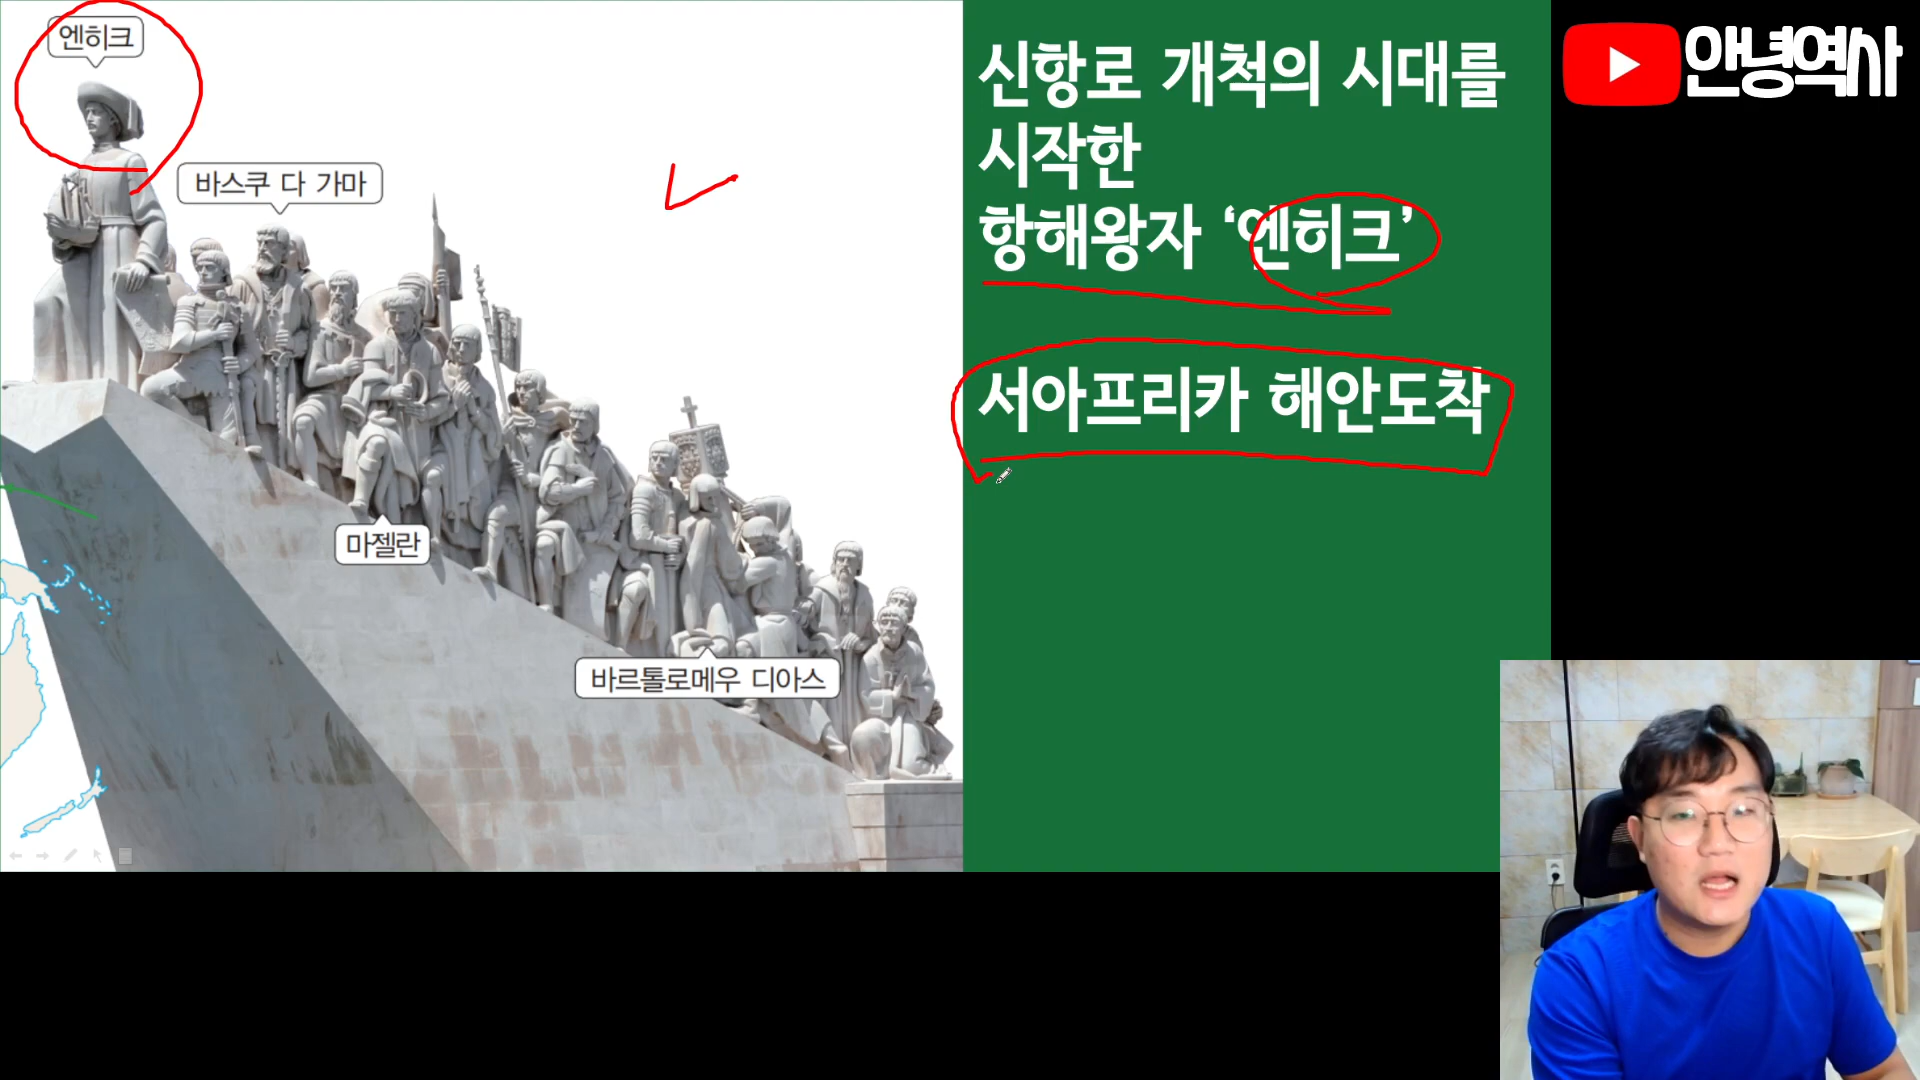 엔히크
바스쿠 다 가마
마젤란
바르톨로메우 디아스
신항로 개척의 시대를
시작한
항해왕자 ‘엔히크’
서아프리카 해안도착
안녕역사